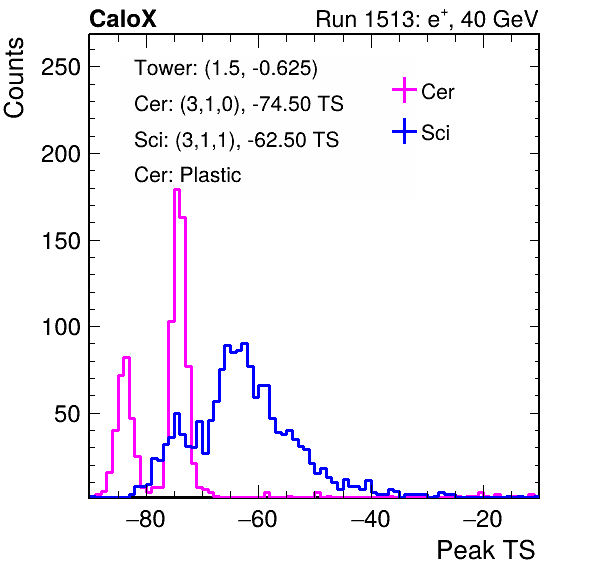 CaloX Run 1513: e⁺, 40 GeV
Counts
250
200
150
100
50
Tower: (1.5, -0.625)
Cer: (3,1,0), -74.50 TS
Sci: (3,1,1), -62.50 TS
Cer: Plastic
Cer
Sci
−80 −60 −40 −20
Peak TS